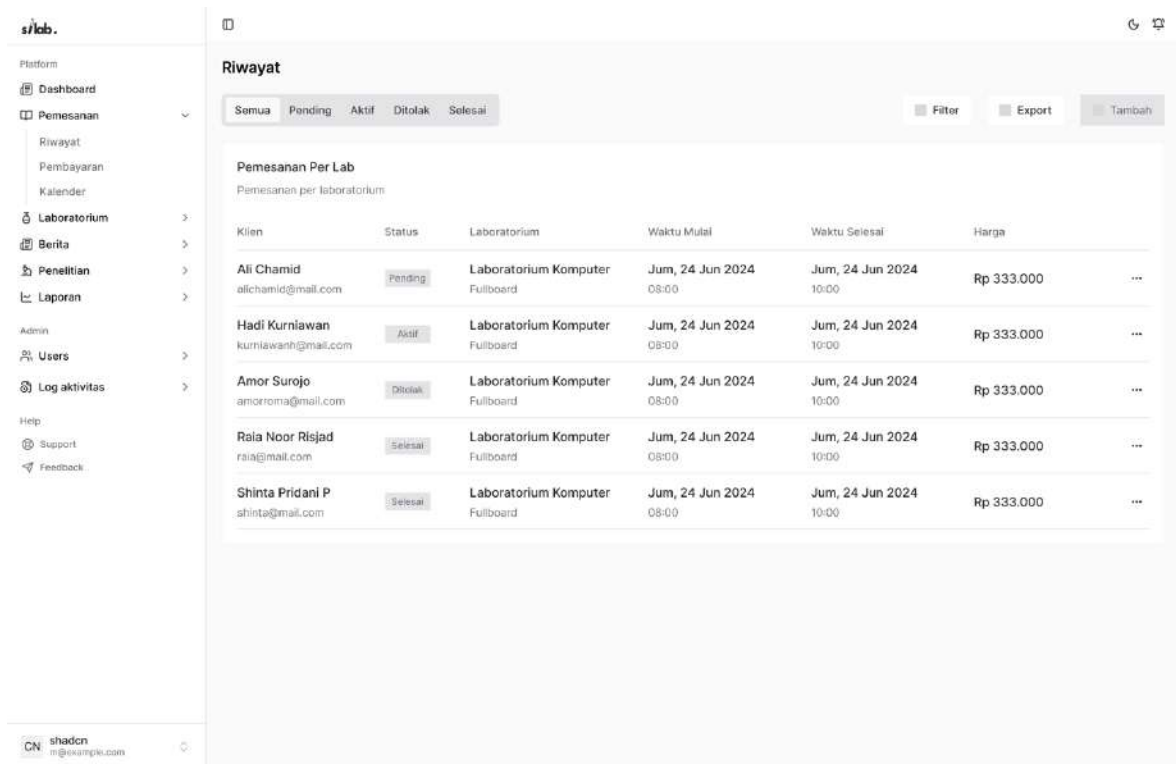 silab.
Platform
Dashboard
Pemesanan
Riwayat
Pembayaran
Kalender
Laboratorium
Berita
Penelitian
Laporan
Admin
Users
Log aktivitas
Help
Support
Feedback
CN shadcn
m@example.com
Riwayat
Semua Pending Aktif Ditolak Selesai
Filter Export Tambah
Pemesanan Per Lab
Pemesanan per laboratorium
Klien Status Laboratorium Waktu Mulai Waktu Selesai Harga
Ali Chamid Pending Laboratorium Komputer Jum, 24 Jun 2024 Jum, 24 Jun 2024 Rp 333.000
alichamid@mail.com Fullboard 08:00 10:00
Hadi Kurniawan Aktif Laboratorium Komputer Jum, 24 Jun 2024 Jum, 24 Jun 2024 Rp 333.000
kurniawanh@mail.com Fullboard 08:00 10:00
Amor Surojo Ditolak Laboratorium Komputer Jum, 24 Jun 2024 Jum, 24 Jun 2024 Rp 333.000
amorroma@mail.com Fullboard 08:00 10:00
Raia Noor Risjad Selesai Laboratorium Komputer Jum, 24 Jun 2024 Jum, 24 Jun 2024 Rp 333.000
raia@mail.com Fullboard 08:00 10:00
Shinta Pridani P Selesai Laboratorium Komputer Jum, 24 Jun 2024 Jum, 24 Jun 2024 Rp 333.000
shinta@mail.com Fullboard 08:00 10:00